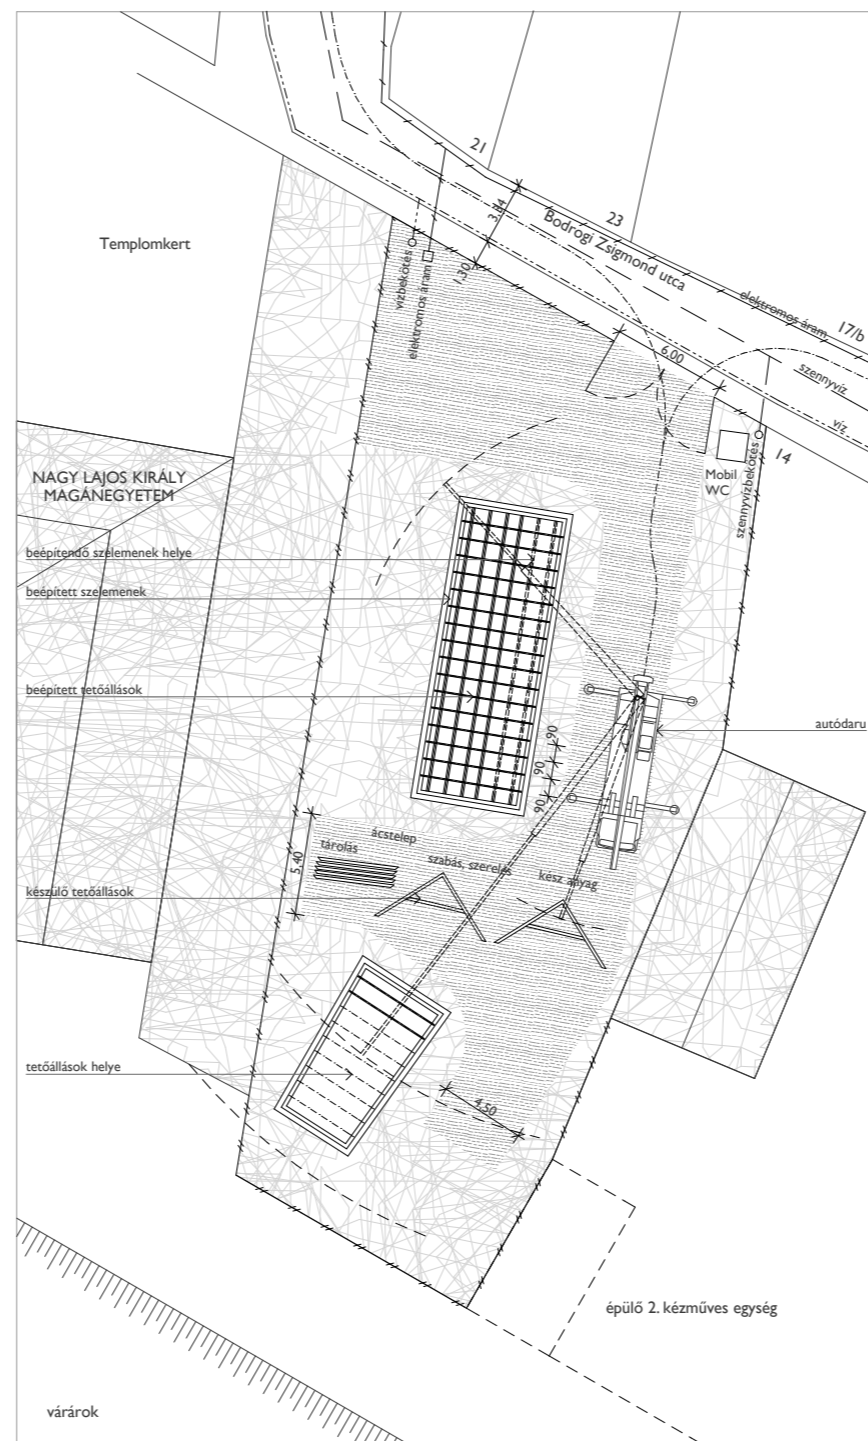 21
3,84
23
Bodrogi Zsigmond utca
Templomkert
vízbekötés
elektromos áram
1,30
elektromos áram
17/b
6,00
szennyvíz
víz
14
Mobil
WC
szennyvízbekötés
NAGY LAJOS KIRÁLY
MAGÁNEGYETEM
beépítendő szelemenek helye
beépített szelemenek
beépített tetőállások
autódaru
90
90
90
ácstelep
tárolás
szabás, szerelés
kész anyag
5,40
készülő tetőállások
tetőállások helye
4,50
épülő 2. kézműves egység
várárok